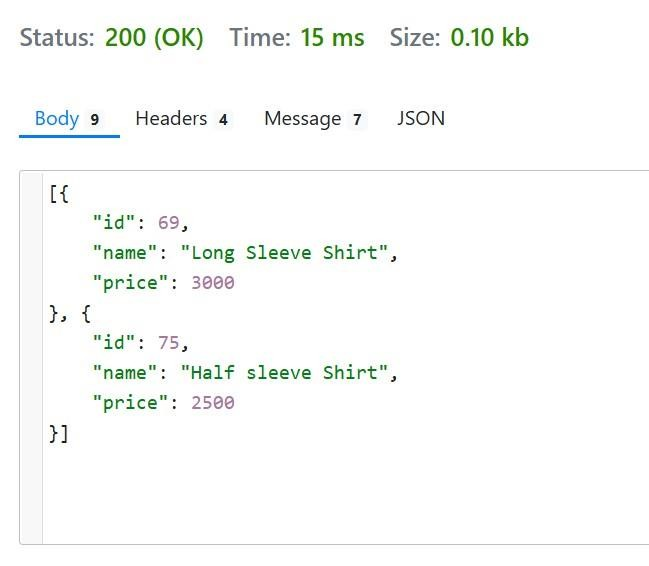 Status: 200 (OK) Time: 15 ms Size: 0.10 kb
Body 9 Headers 4 Message 7 JSON
[{
"id": 69,
"name": "Long Sleeve Shirt",
"price": 3000
}, {
"id": 75,
"name": "Half sleeve Shirt",
"price": 2500
}]